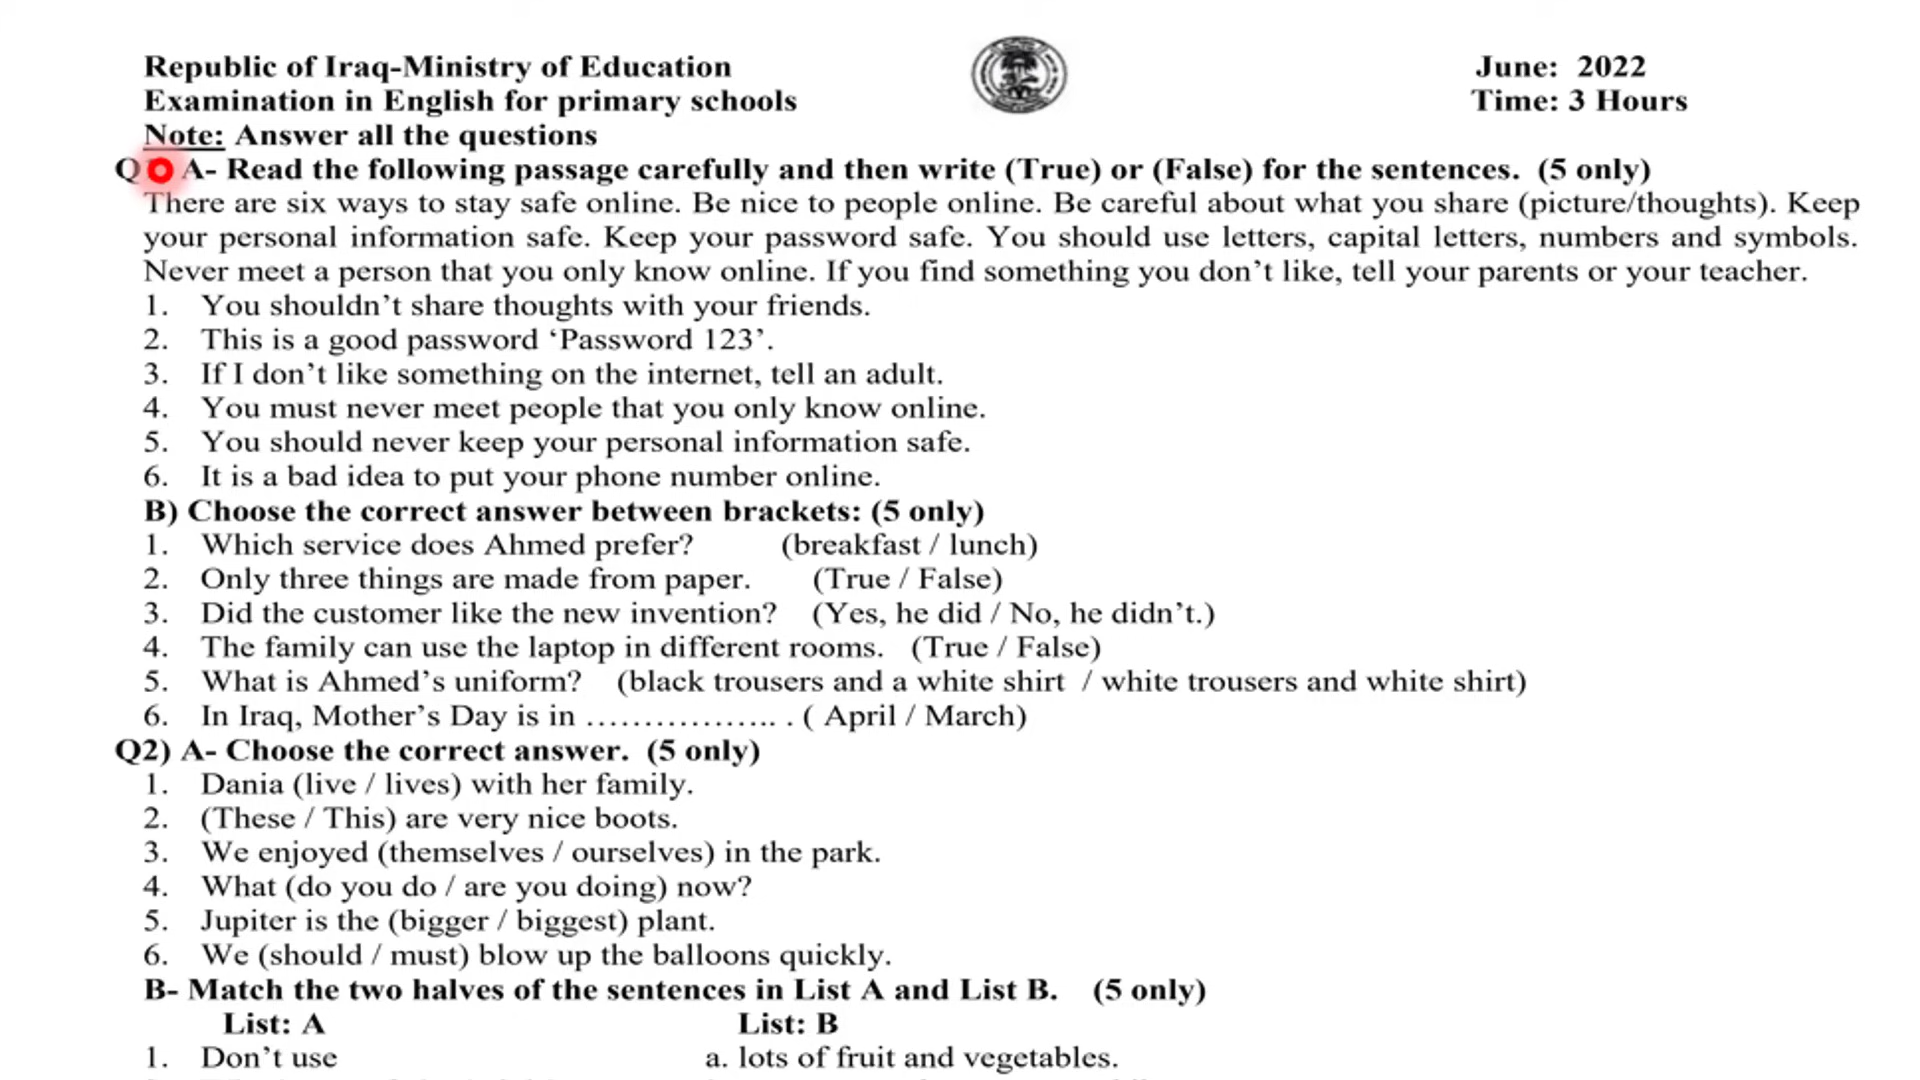 Republic of Iraq-Ministry of Education
June: 2022
Examination in English for primary schools
Time: 3 Hours
Note: Answer all the questions
Q A- Read the following passage carefully and then write (True) or (False) for the sentences. (5 only)
There are six ways to stay safe online. Be nice to people online. Be careful about what you share (picture/thoughts). Keep
your personal information safe. Keep your password safe. You should use letters, capital letters, numbers and symbols.
Never meet a person that you only know online. If you find something you don’t like, tell your parents or your teacher.
1. You shouldn’t share thoughts with your friends.
2. This is a good password ‘Password 123’.
3. If I don’t like something on the internet, tell an adult.
4. You must never meet people that you only know online.
5. You should never keep your personal information safe.
6. It is a bad idea to put your phone number online.
B) Choose the correct answer between brackets: (5 only)
1. Which service does Ahmed prefer? (breakfast / lunch)
2. Only three things are made from paper. (True / False)
3. Did the customer like the new invention? (Yes, he did / No, he didn’t.)
4. The family can use the laptop in different rooms. (True / False)
5. What is Ahmed’s uniform? (black trousers and a white shirt / white trousers and white shirt)
6. In Iraq, Mother’s Day is in …………….. . ( April / March)
Q2) A- Choose the correct answer. (5 only)
1. Dania (live / lives) with her family.
2. (These / This) are very nice boots.
3. We enjoyed (themselves / ourselves) in the park.
4. What (do you do / are you doing) now?
5. Jupiter is the (bigger / biggest) plant.
6. We (should / must) blow up the balloons quickly.
B- Match the two halves of the sentences in List A and List B. (5 only)
List: A List: B
1. Don’t use a. lots of fruit and vegetables.